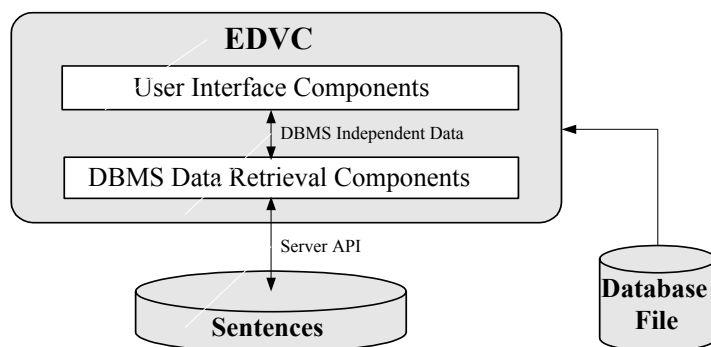 EDVC
User Interface Components
DBMS Independent Data
DBMS Data Retrieval Components
Server API
Sentences
Database
File